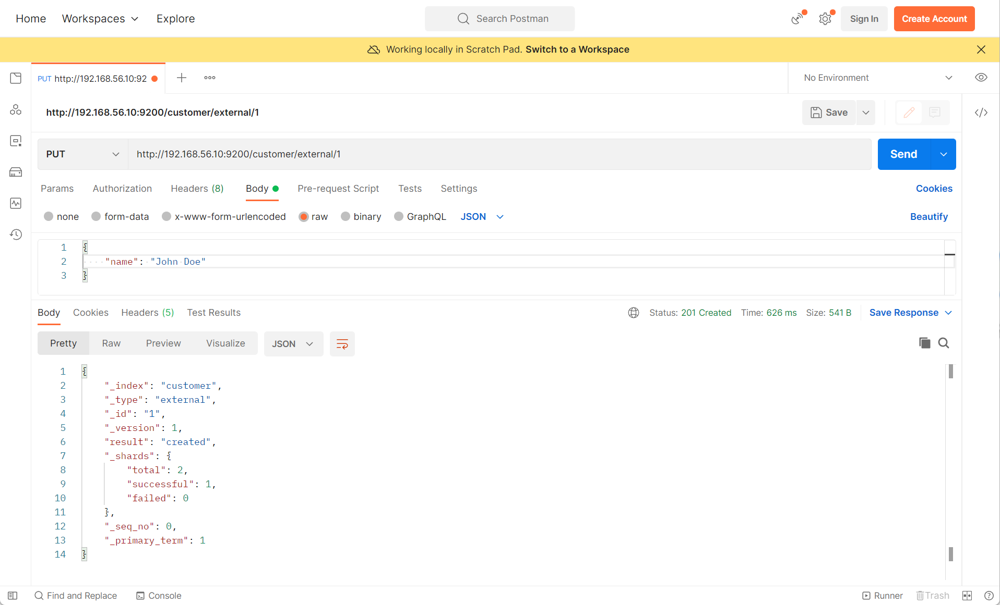 Home Workspaces Explore Search Postman Sign In Create Account
Working locally in Scratch Pad. Switch to a Workspace
PUT http://192.168.56.10:92 No Environment
http://192.168.56.10:9200/customer/external/1 Save
PUT http://192.168.56.10:9200/customer/external/1 Send
Params Authorization Headers (8) Body Pre-request Script Tests Settings Cookies
none form-data x-www-form-urlencoded raw binary GraphQL JSON Beautify
1 {
2 "name": "John Doe"
3 }
Body Cookies Headers (5) Test Results Status: 201 Created Time: 626 ms Size: 541 B Save Response
Pretty Raw Preview Visualize JSON
1 {
2 "_index": "customer",
3 "_type": "external",
4 "_id": "1",
5 "_version": 1,
6 "result": "created",
7 "_shards": {
8 "total": 2,
9 "successful": 1,
10 "failed": 0
11 },
12 "_seq_no": 0,
13 "_primary_term": 1
14 }
Find and Replace Console Runner Trash